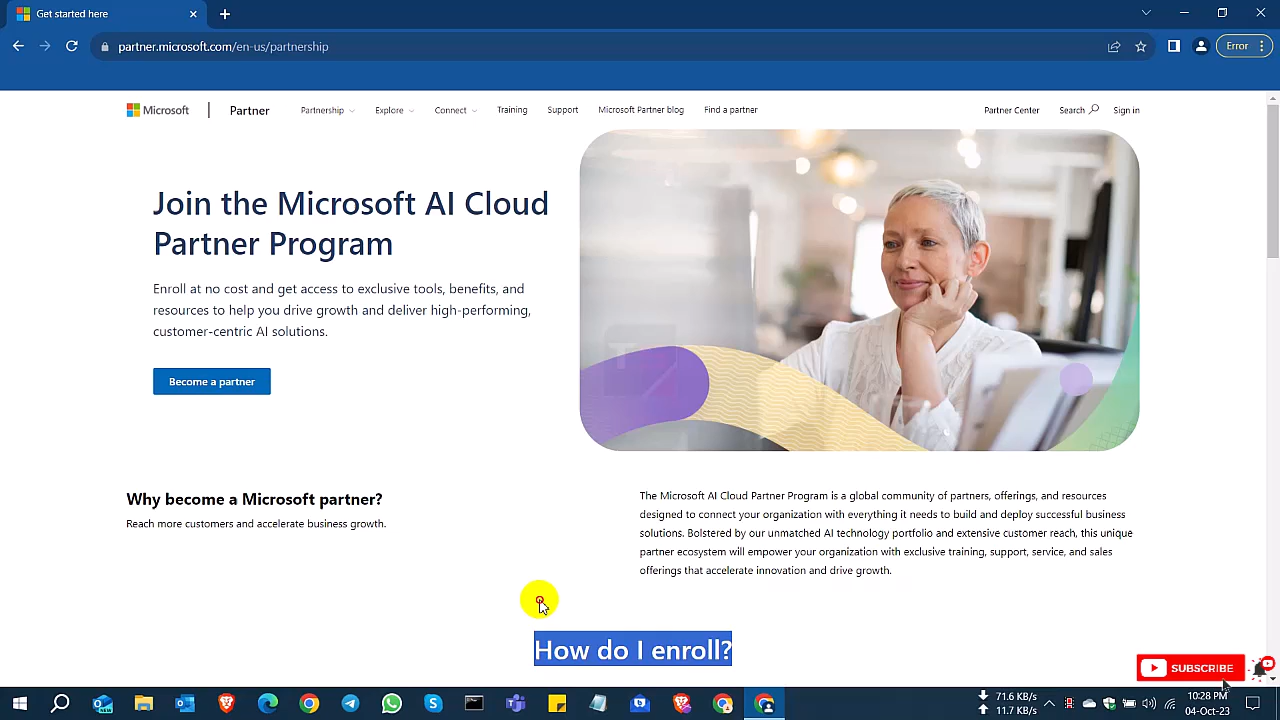 Get started here
partner.microsoft.com/en-us/partnership
Error
Microsoft
Partner
Partnership
Explore
Connect
Training
Support
Microsoft Partner blog
Find a partner
Partner Center
Search
Sign in
Join the Microsoft AI Cloud
Partner Program
Enroll at no cost and get access to exclusive tools, benefits, and
resources to help you drive growth and deliver high-performing,
customer-centric AI solutions.
Become a partner
Why become a Microsoft partner?
Reach more customers and accelerate business growth.
The Microsoft AI Cloud Partner Program is a global community of partners, offerings, and resources
designed to connect your organization with everything it needs to build and deploy successful business
solutions. Bolstered by our unmatched AI technology portfolio and extensive customer reach, this unique
partner ecosystem will empower your organization with exclusive training, support, service, and sales
offerings that accelerate innovation and drive growth.
How do I enroll?
SUBSCRIBE
71.6 KB/s
11.7 KB/s
10:28 PM
04-Oct-23